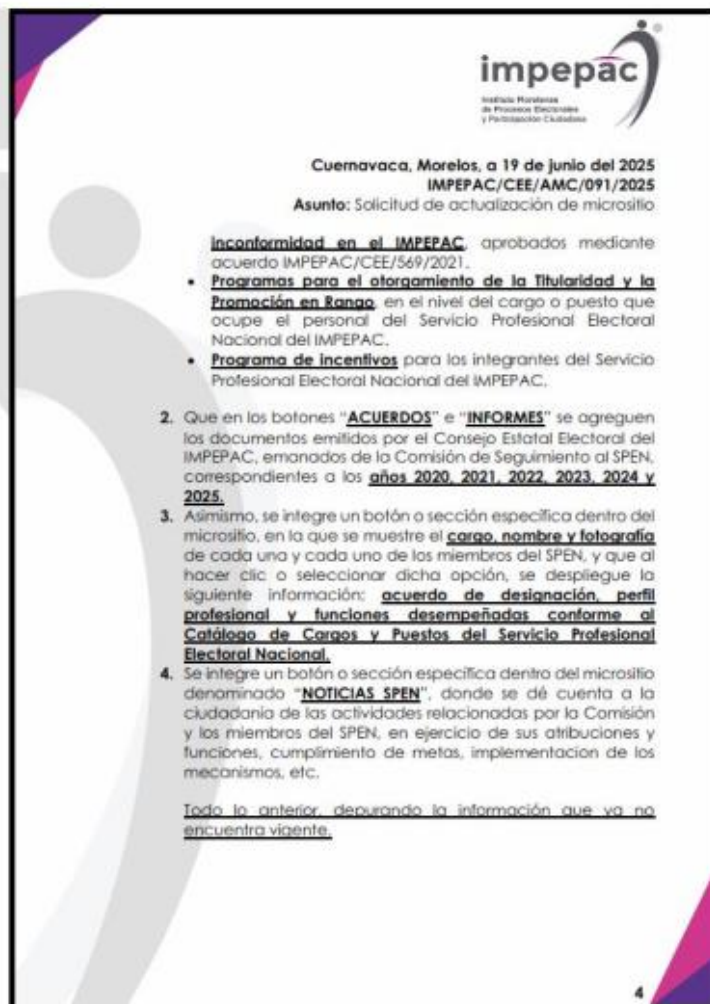 impepac
Instituto Morelense
de Procesos Electorales
y Participación Ciudadana
Cuernavaca, Morelos, a 19 de junio del 2025
IMPEPAC/CEE/AMC/091/2025
Asunto: Solicitud de actualización de micrositio
inconformidad en el IMPEPAC, aprobados mediante
acuerdo IMPEPAC/CEE/569/2021.
• Programas para el otorgamiento de la Titularidad y la
Promoción en Rango, en el nivel del cargo o puesto que
ocupe el personal del Servicio Profesional Electoral
Nacional del IMPEPAC.
• Programa de incentivos para los integrantes del Servicio
Profesional Electoral Nacional del IMPEPAC.
2. Que en los botones "ACUERDOS" e "INFORMES" se agreguen
los documentos emitidos por el Consejo Estatal Electoral del
IMPEPAC, emanados de la Comisión de Seguimiento al SPEN,
correspondientes a los años 2020, 2021, 2022, 2023, 2024 y
2025.
3. Asimismo, se integre un botón o sección específica dentro del
micrositio, en la que se muestre el cargo, nombre y fotografía
de cada una y cada uno de los miembros del SPEN, y que al
hacer clic o seleccionar dicha opción, se despliegue la
siguiente información: acuerdo de designación, perfil
profesional y funciones desempeñadas conforme al
Catálogo de Cargos y Puestos del Servicio Profesional
Electoral Nacional.
4. Se integre un botón o sección específica dentro del micrositio
denominado "NOTICIAS SPEN", donde se dé cuenta a la
ciudadanía de las actividades relacionadas por la Comisión
y los miembros del SPEN, en ejercicio de sus atribuciones y
funciones, cumplimiento de metas, implementacion de los
mecanismos, etc.
Todo lo anterior, depurando la información que ya no
encuentra vigente.
4